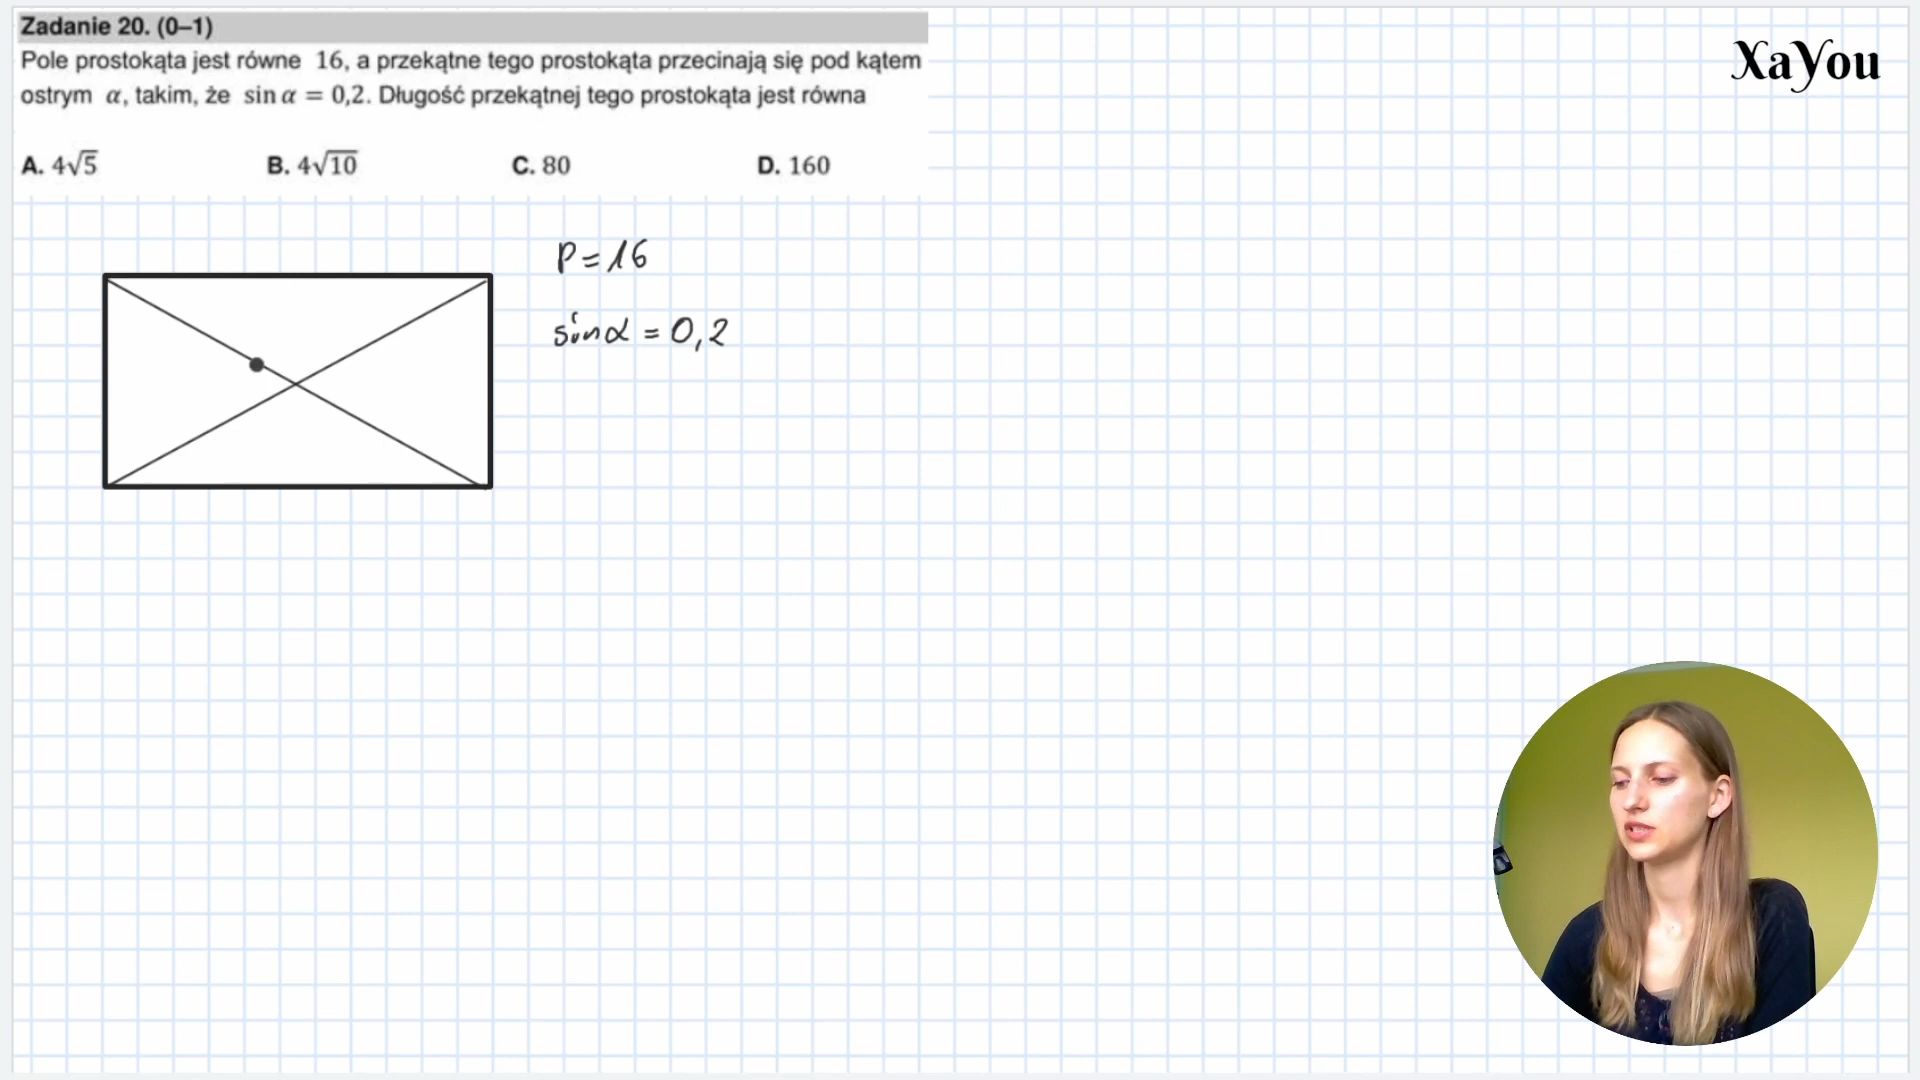 Zadanie 20. (0–1)
Pole prostokąta jest równe 16, a przekątne tego prostokąta przecinają się pod kątem
ostrym α, takim, że sin α = 0,2. Długość przekątnej tego prostokąta jest równa
A. 4√5 B. 4√10 C. 80 D. 160
XaYou
P = 16
sin α = 0,2